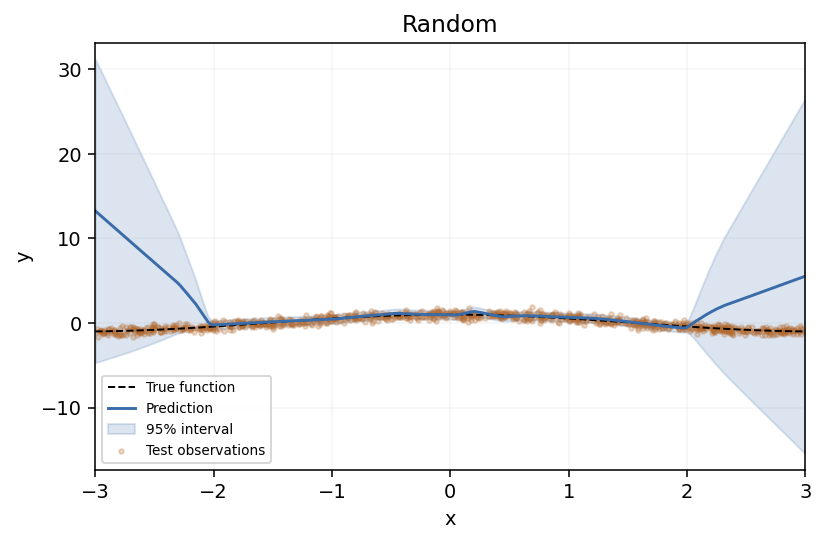 Random
30
20
10
0
−10
y
−3
−2
−1
0
1
2
3
x
True function
Prediction
95% interval
Test observations